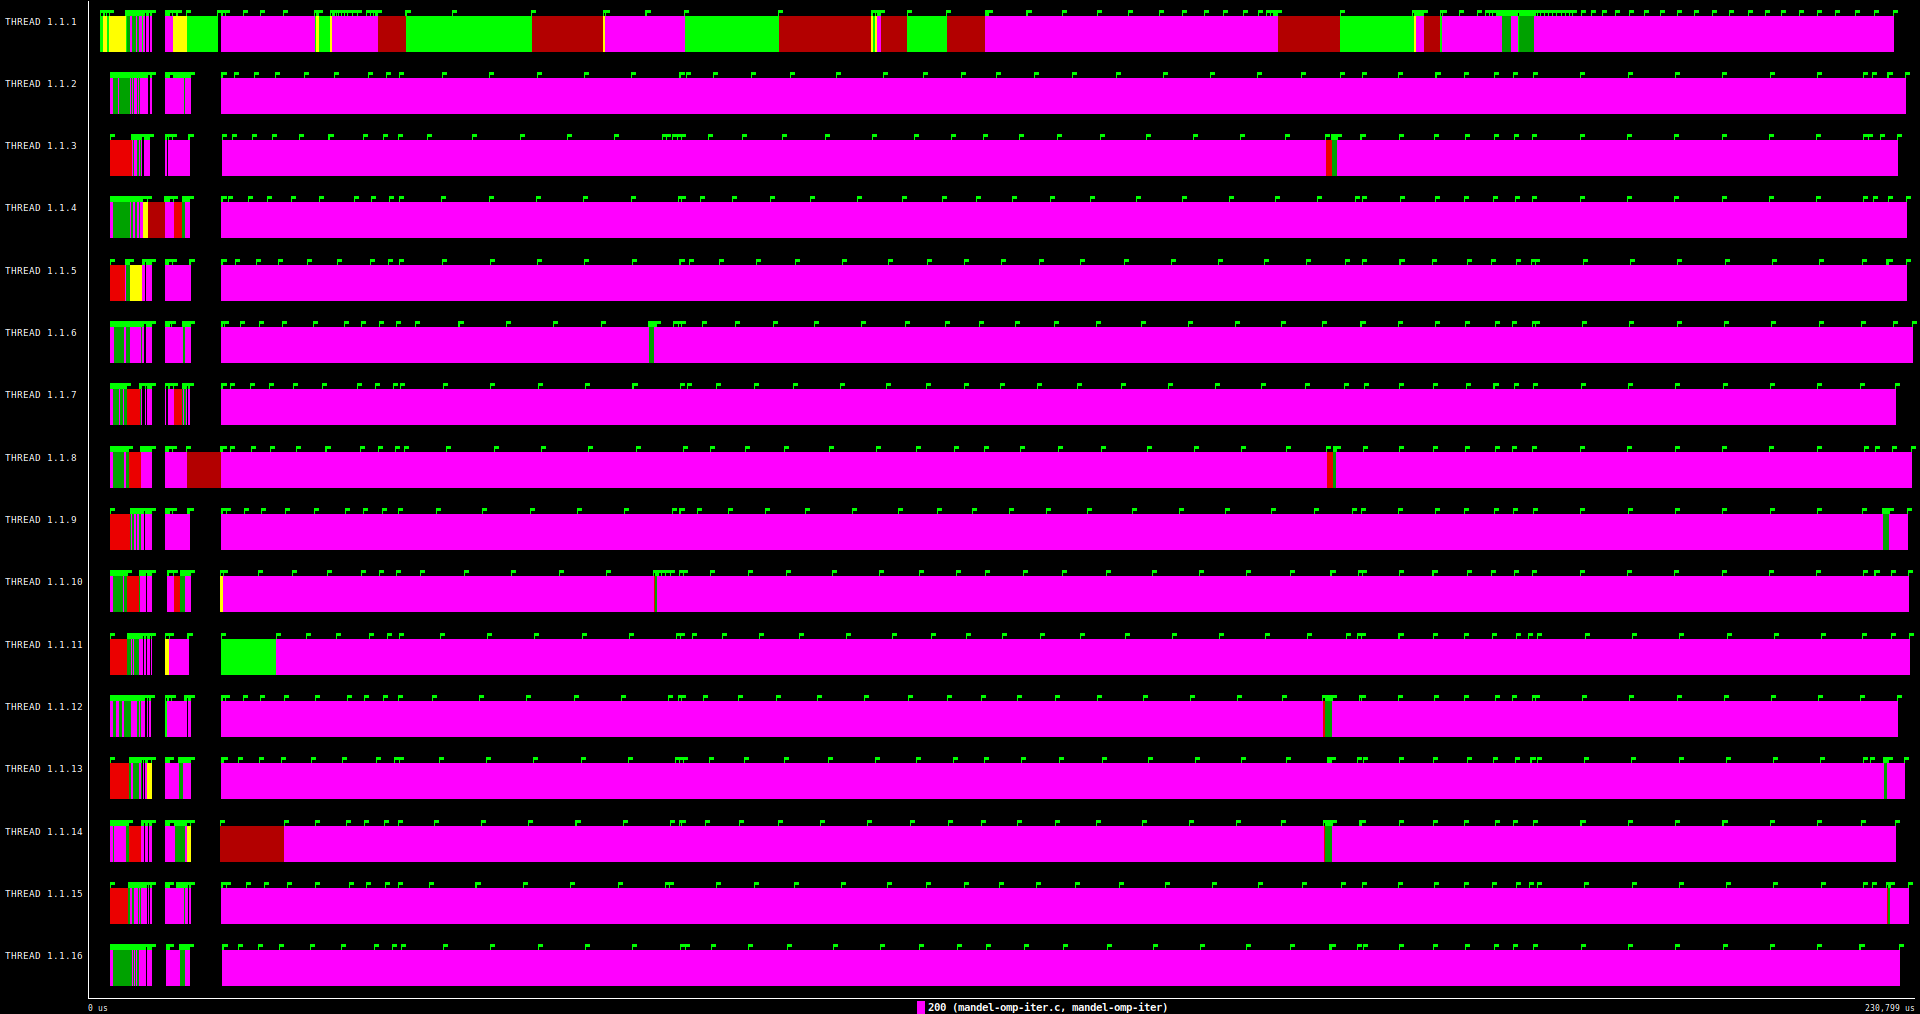 THREAD 1.1.1
THREAD 1.1.2
THREAD 1.1.3
THREAD 1.1.4
THREAD 1.1.5
THREAD 1.1.6
THREAD 1.1.7
THREAD 1.1.8
THREAD 1.1.9
THREAD 1.1.10
THREAD 1.1.11
THREAD 1.1.12
THREAD 1.1.13
THREAD 1.1.14
THREAD 1.1.15
THREAD 1.1.16
0 us 200 (mandel-omp-iter.c, mandel-omp-iter) 230,799 us